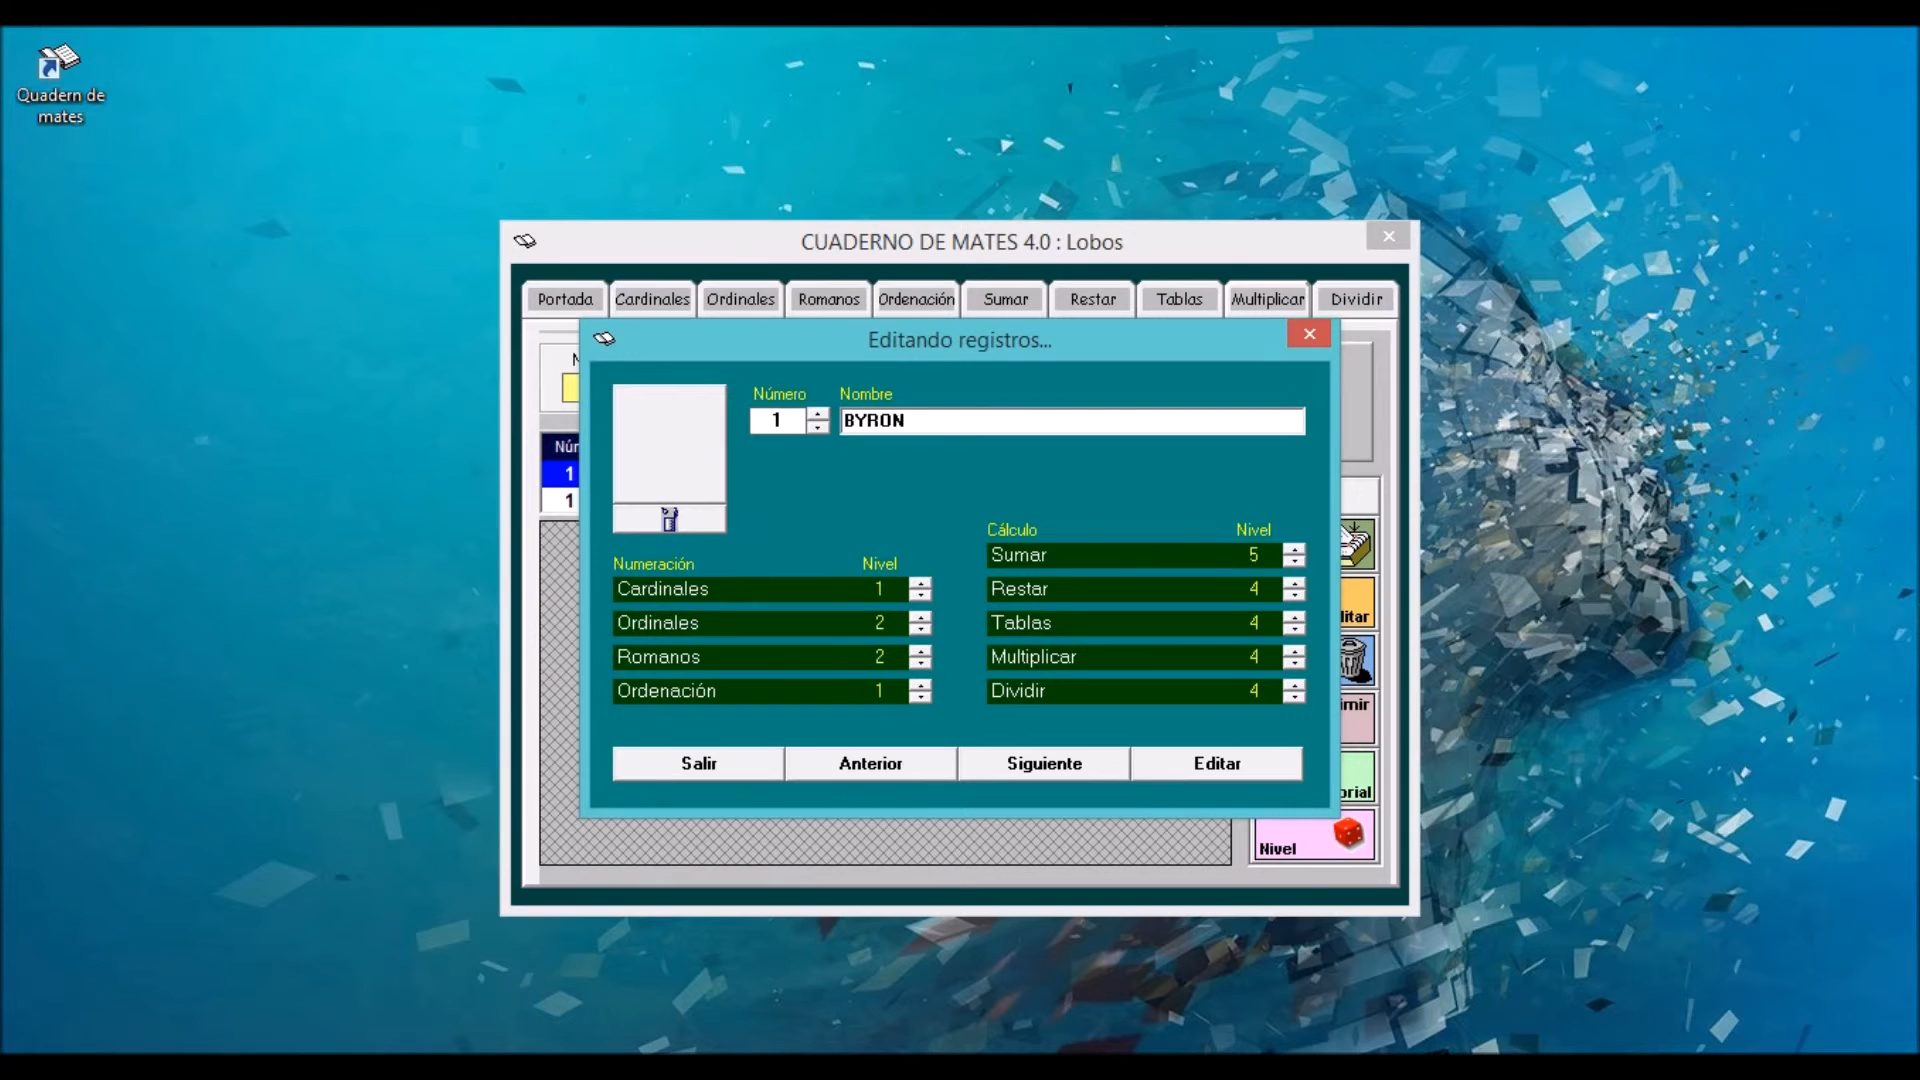 Quadern de
mates
CUADERNO DE MATES 4.0 : Lobos
Portada Cardinales Ordinales Romanos Ordenación Sumar Restar Tablas Multiplicar Dividir
Editando registros...
Número Nombre
1 BYRON
1
1
Numeración Nivel
Cardinales 1
Ordinales 2
Romanos 2
Ordenación 1
Cálculo Nivel
Sumar 5
Restar 4
Tablas 4
Multiplicar 4
Dividir 4
Salir Anterior Siguiente Editar
Nivel